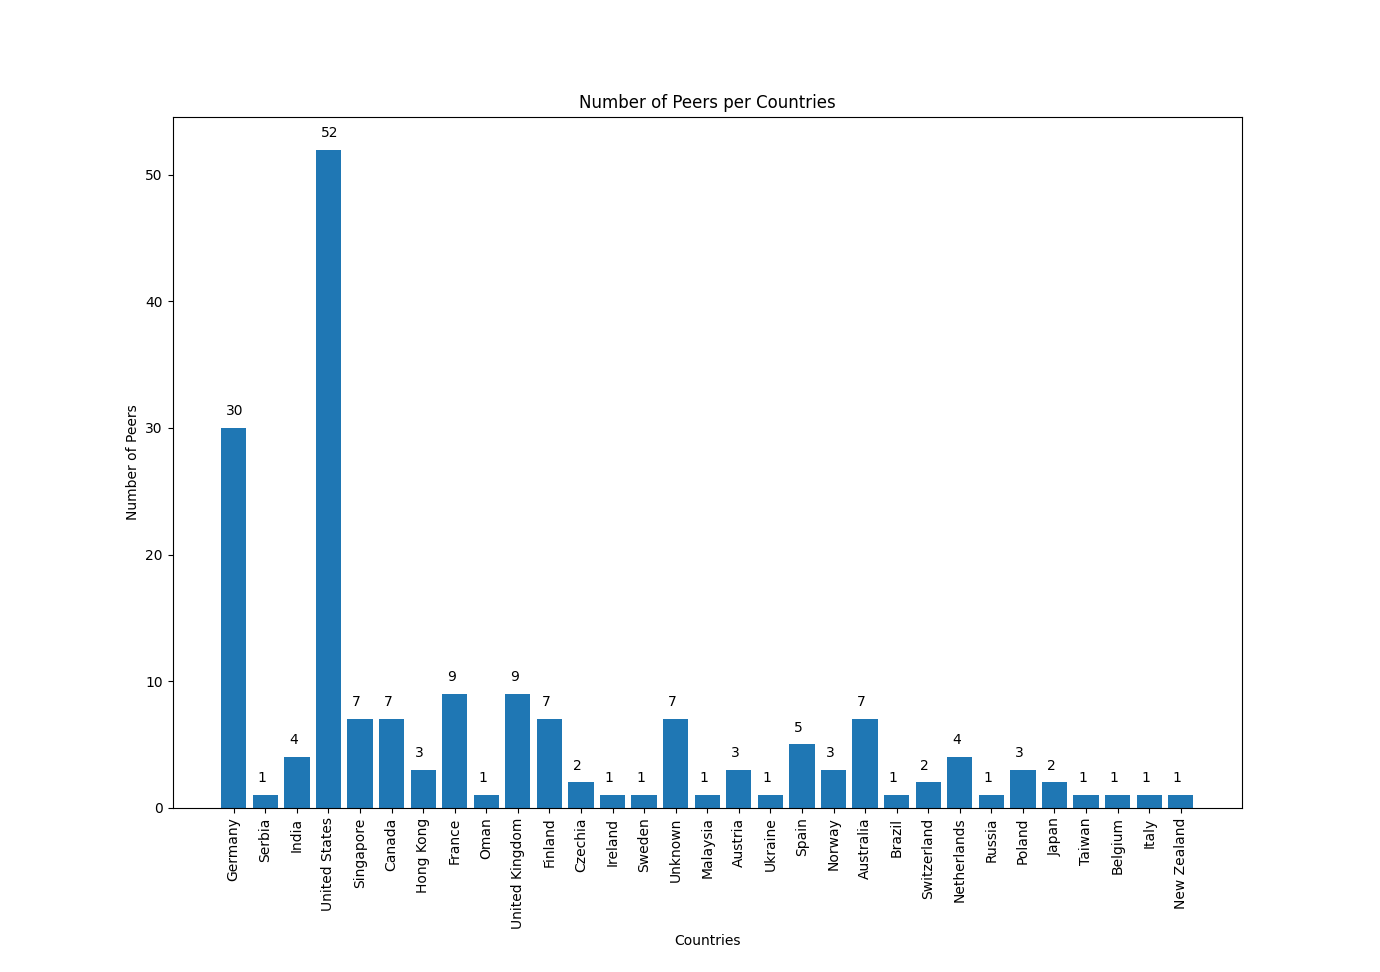 Number of Peers per Countries
Number of Peers
50
40
30
20
10
0
30
1
4
52
7
7
3
9
1
9
7
2
1
1
7
1
3
1
5
3
7
1
2
4
1
3
2
1
1
1
1
Germany
Serbia
India
United States
Singapore
Canada
Hong Kong
France
Oman
United Kingdom
Finland
Czechia
Ireland
Sweden
Unknown
Malaysia
Austria
Ukraine
Spain
Norway
Australia
Brazil
Switzerland
Netherlands
Russia
Poland
Japan
Taiwan
Belgium
Italy
New Zealand
Countries